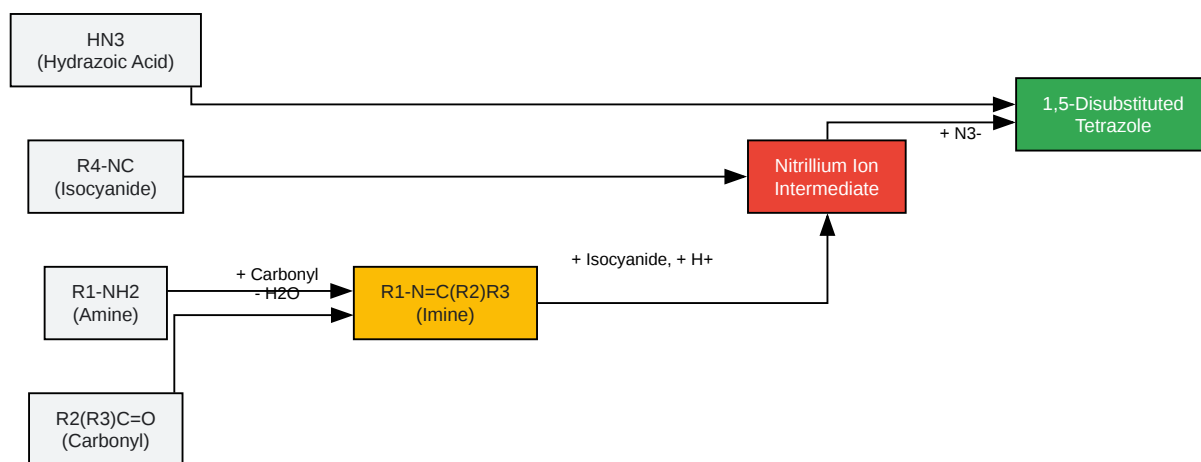 HN3
(Hydrazoic Acid)
1,5-Disubstituted
Tetrazole
+ N3-
R4-NC
(Isocyanide)
Nitrillium Ion
Intermediate
+ Isocyanide, + H+
R1-NH2
(Amine)
+ Carbonyl
- H2O
R1-N=C(R2)R3
(Imine)
R2(R3)C=O
(Carbonyl)